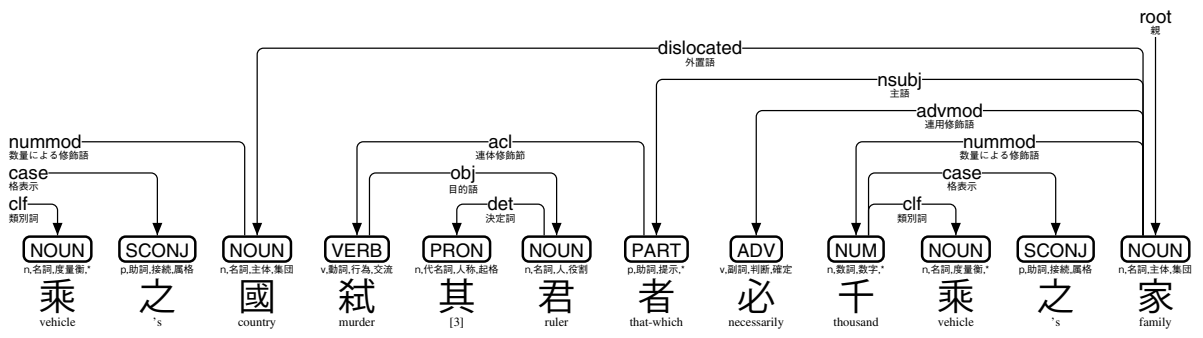 root
親
dislocated
外置語
nsubj
主語
advmod
連用修飾語
nummod acl nummod
数量による修飾語 連体修飾節 数量による修飾語
case obj case
格表示 目的語 格表示
clf det clf
類別詞 決定詞 類別詞
NOUN SCONJ NOUN VERB PRON NOUN PART ADV NUM NOUN SCONJ NOUN
n,名詞,度量衡,* p,助詞,接続,属格 n,名詞,主体,集団 v,動詞,行為,交流 n,代名詞,人称,起格 n,名詞,人,役割 p,助詞,提示,* v,副詞,判断,確定 n,数詞,数字,* n,名詞,度量衡,* p,助詞,接続,属格 n,名詞,主体,集団
乘 之 國 弑 其 君 者 必 千 乘 之 家
vehicle 's country murder [3] ruler that-which necessarily thousand vehicle 's family